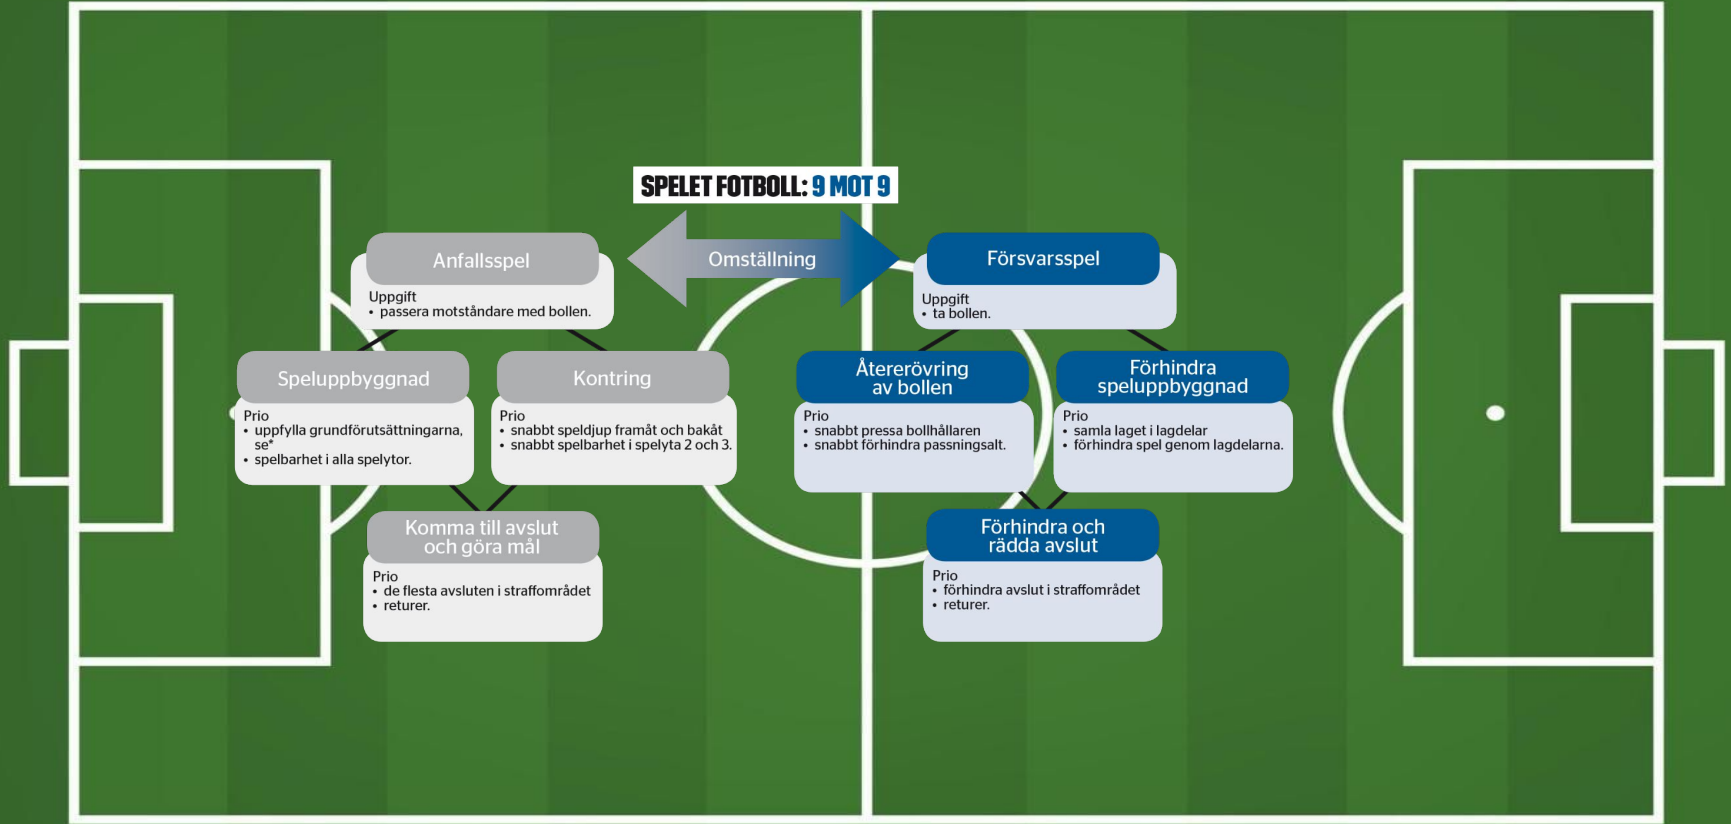 SPELET FOTBOLL: 9 MOT 9
Anfallsspel
Omställning
Försvarsspel
Uppgift
• passera motståndare med bollen.
Uppgift
• ta bollen.
Speluppbyggnad
Prio
• uppfylla grundförutsättningarna,
se*
• spelbarhet i alla spelytor.
Kontring
Prio
• snabbt speldjup framåt och bakåt
• snabbt spelbarhet i spelyta 2 och 3.
Återerövring
av bollen
Prio
• snabbt pressa bollhållaren
• snabbt förhindra passningsalt.
Förhindra
speluppbyggnad
Prio
• samla laget i lagdelar
• förhindra spel genom lagdelarna.
Komma till avslut
och göra mål
Prio
• de flesta avsluten i straffområdet
• returer.
Förhindra och
rädda avslut
Prio
• förhindra avslut i straffområdet
• returer.